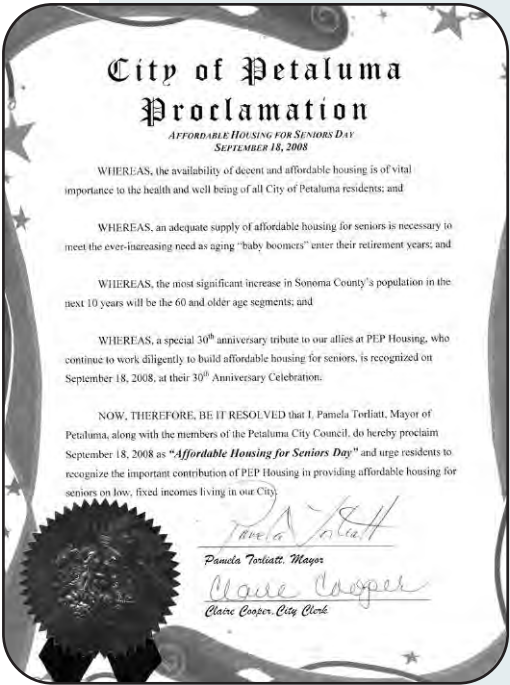 City of Petaluma
Proclamation
AFFORDABLE HOUSING FOR SENIORS DAY
SEPTEMBER 18, 2008
WHEREAS, the availability of decent and affordable housing is of vital
importance to the health and well being of all City of Petaluma residents; and
WHEREAS, an adequate supply of affordable housing for seniors is necessary to
meet the ever-increasing need as aging "baby boomers" enter their retirement years; and
WHEREAS, the most significant increase in Sonoma County's population in the
next 10 years will be the 60 and older age segments; and
WHEREAS, a special 30th anniversary tribute to our allies at PEP Housing, who
continue to work diligently to build affordable housing for seniors, is recognized on
September 18, 2008, at their 30th Anniversary Celebration.
NOW, THEREFORE, BE IT RESOLVED that I, Pamela Torliatt, Mayor of
Petaluma, along with the members of the Petaluma City Council, do hereby proclaim
September 18, 2008 as "Affordable Housing for Seniors Day" and urge residents to
recognize the important contribution of PEP Housing in providing affordable housing for
seniors on low, fixed incomes living in our City.
Pamela Torliatt
Pamela Torliatt, Mayor
Claire Cooper
Claire Cooper, City Clerk